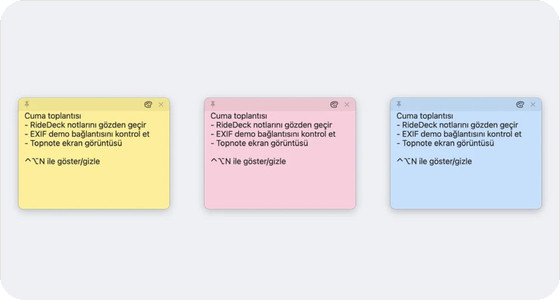 Cuma toplantısı
- RideDeck notlarını gözden geçir
- EXIF demo bağlantısını kontrol et
- Topnote ekran görüntüsü
^⌥N ile göster/gizle
Cuma toplantısı
- RideDeck notlarını gözden geçir
- EXIF demo bağlantısını kontrol et
- Topnote ekran görüntüsü
^⌥N ile göster/gizle
Cuma toplantısı
- RideDeck notlarını gözden geçir
- EXIF demo bağlantısını kontrol et
- Topnote ekran görüntüsü
^⌥N ile göster/gizle